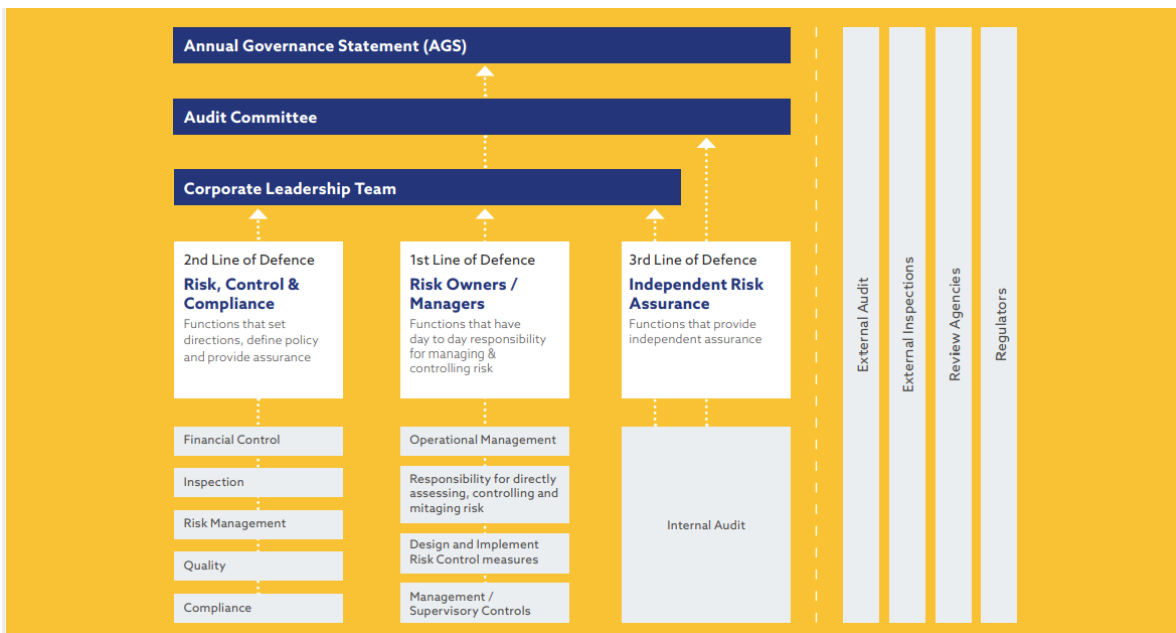 Annual Governance Statement (AGS)
Audit Committee
Corporate Leadership Team
2nd Line of Defence
Risk, Control &
Compliance
Functions that set
directions, define policy
and provide assurance
Financial Control
Inspection
Risk Management
Quality
Compliance
1st Line of Defence
Risk Owners /
Managers
Functions that have
day to day responsibility
for managing &
controlling risk
Operational Management
Responsibility for directly
assessing, controlling and
mitaging risk
Design and Implement
Risk Control measures
Management /
Supervisory Controls
3rd Line of Defence
Independent Risk
Assurance
Functions that provide
independent assurance
Internal Audit
External Audit
External Inspections
Review Agencies
Regulators